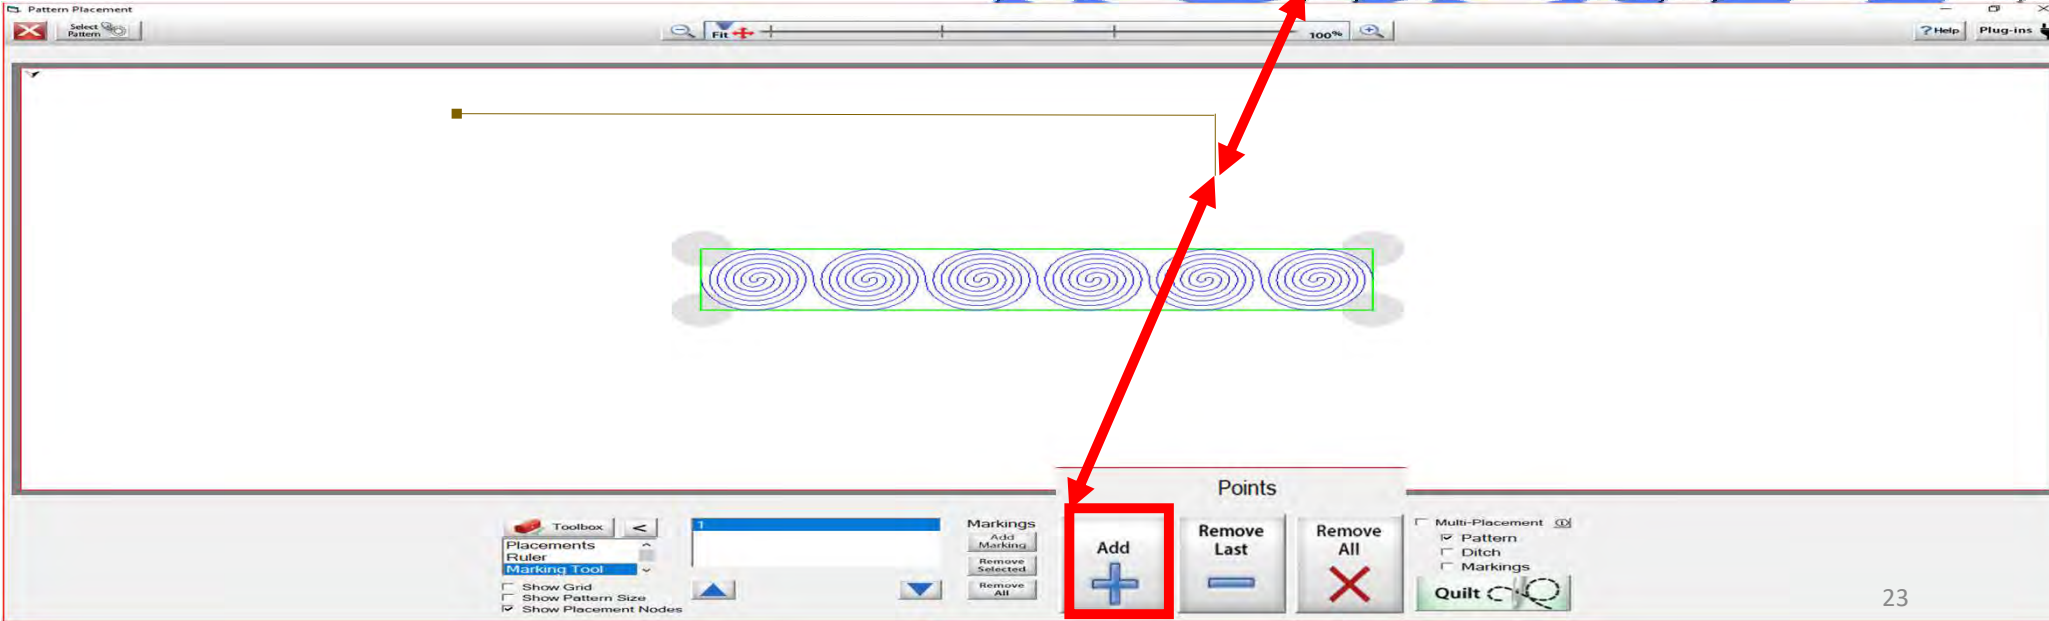 Pattern Placement
Select
Pattern
Fit
100%
? Help
Plug-ins
Points
Toolbox
<
Placements
Ruler
Marking Tool
Show Grid
Show Pattern Size
Show Placement Nodes
1
Markings
Add
Marking
Remove
Selected
Remove
All
Add
Remove
Last
Remove
All
Multi-Placement
Pattern
Ditch
Markings
Quilt
23